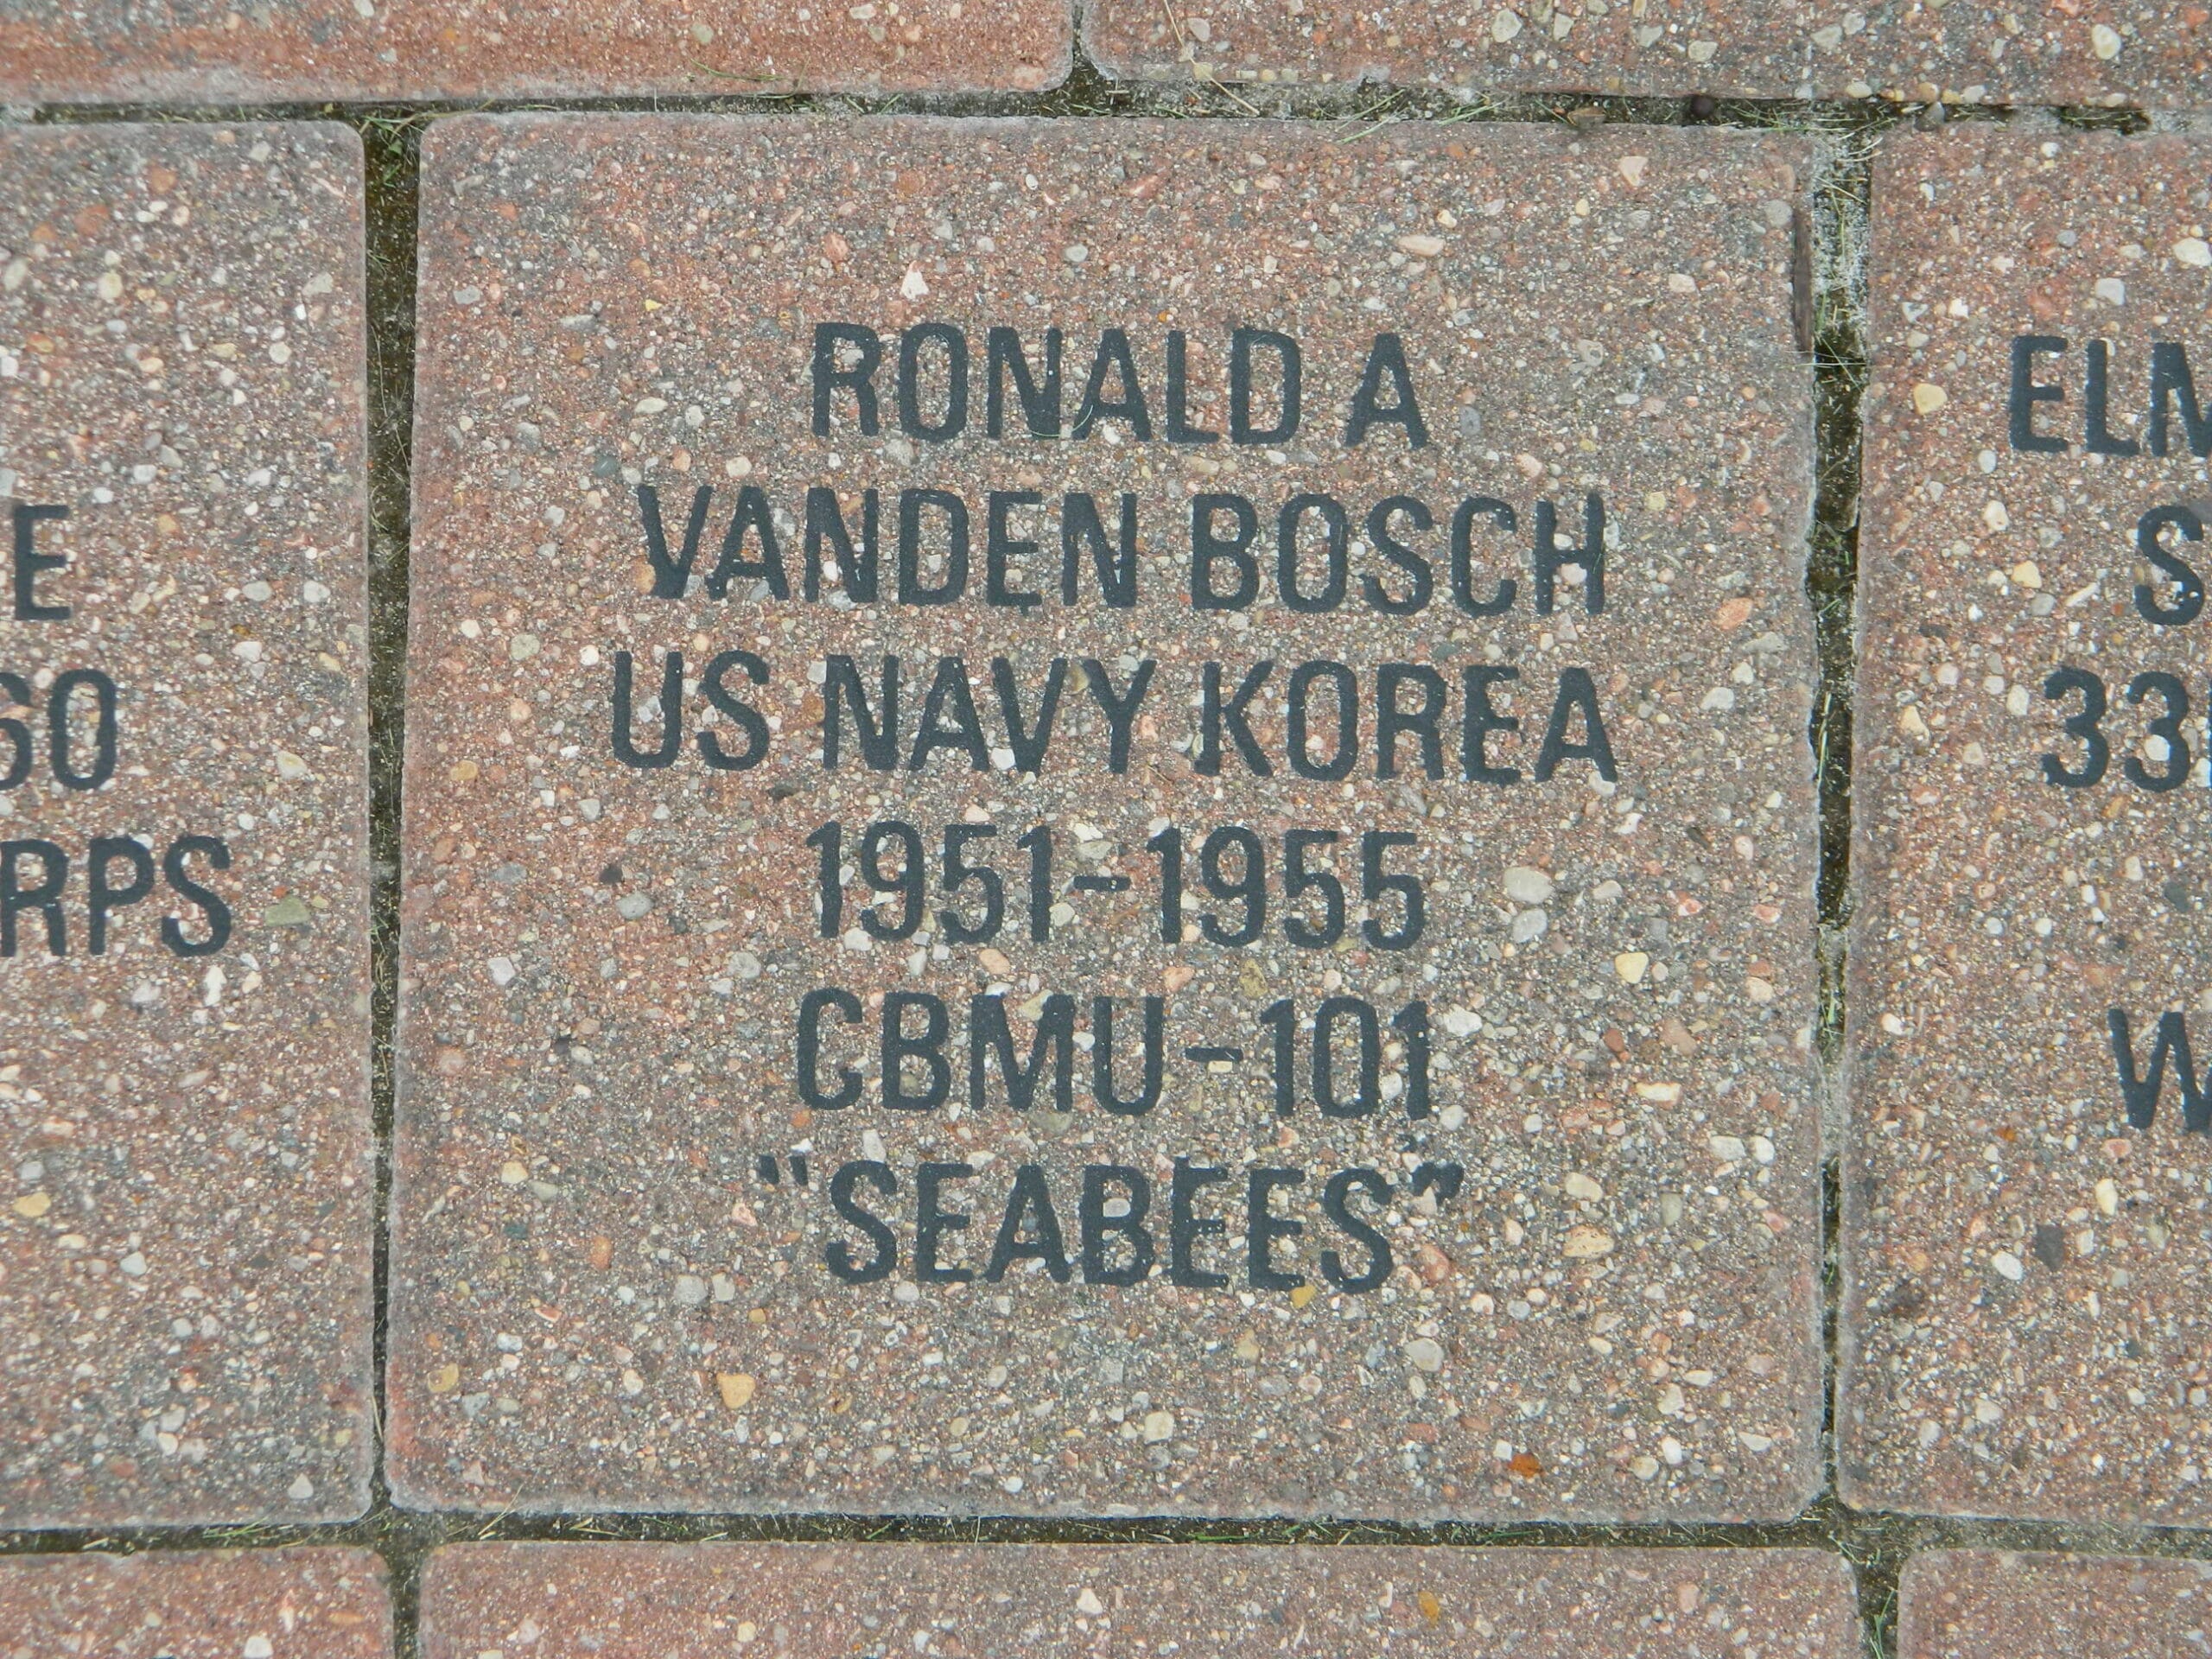 RONALD A
VANDEN BOSCH
US NAVY KOREA
1951-1955
CBMU-101
"SEABEES"